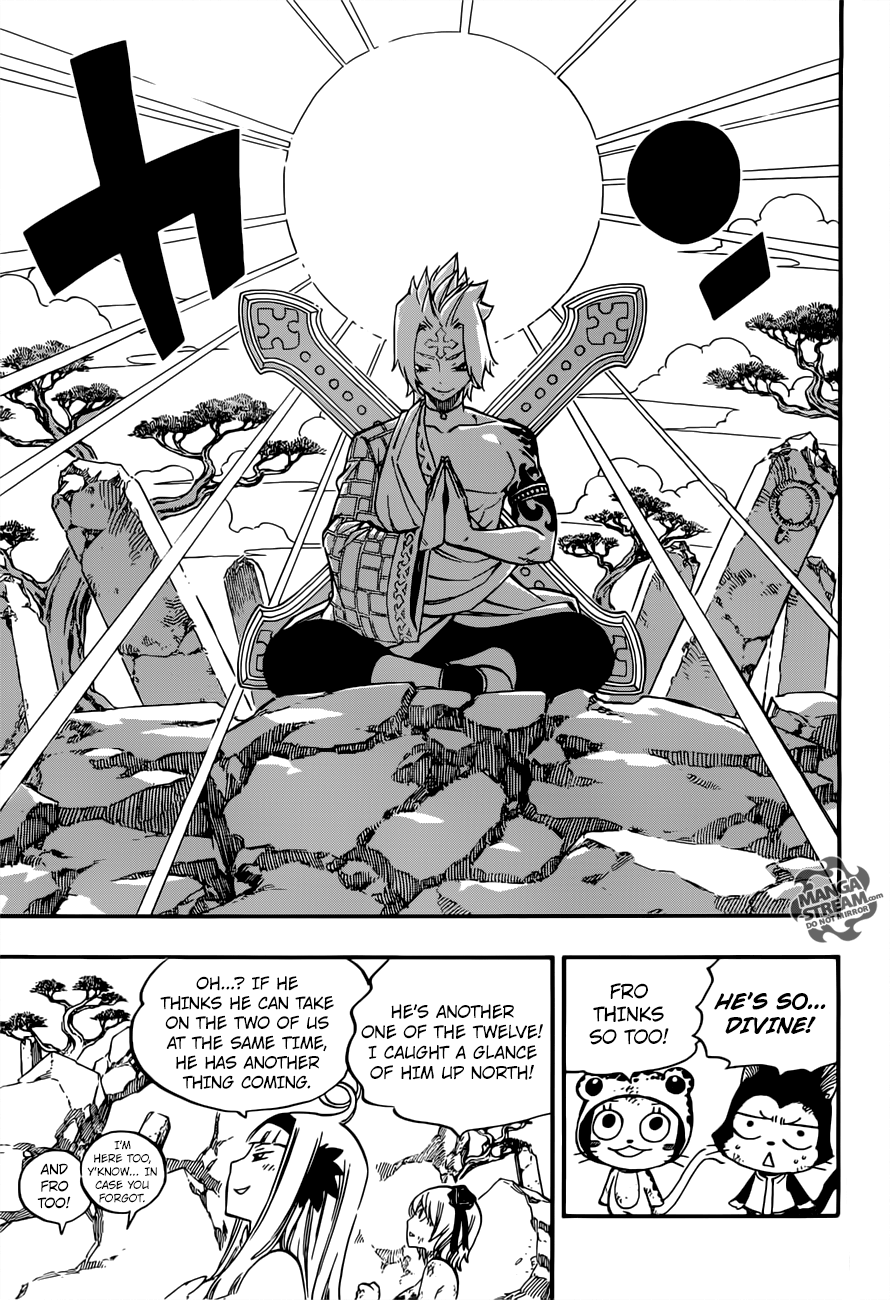 カ
MANGA
STREAM.com
DO NOT MIRROR
HE'S SO...
DIVINE!
FRO
THINKS
SO TOO!
HE'S ANOTHER
ONE OF THE TWELVE!
I CAUGHT A GLANCE
OF HIM UP NORTH!
OH...? IF HE
THINKS HE CAN TAKE
ON THE TWO OF US
AT THE SAME TIME,
HE HAS ANOTHER
THING COMING.
I'M
HERE TOO,
Y'KNOW... IN
CASE YOU
FORGOT.
AND
FRO
TOO!